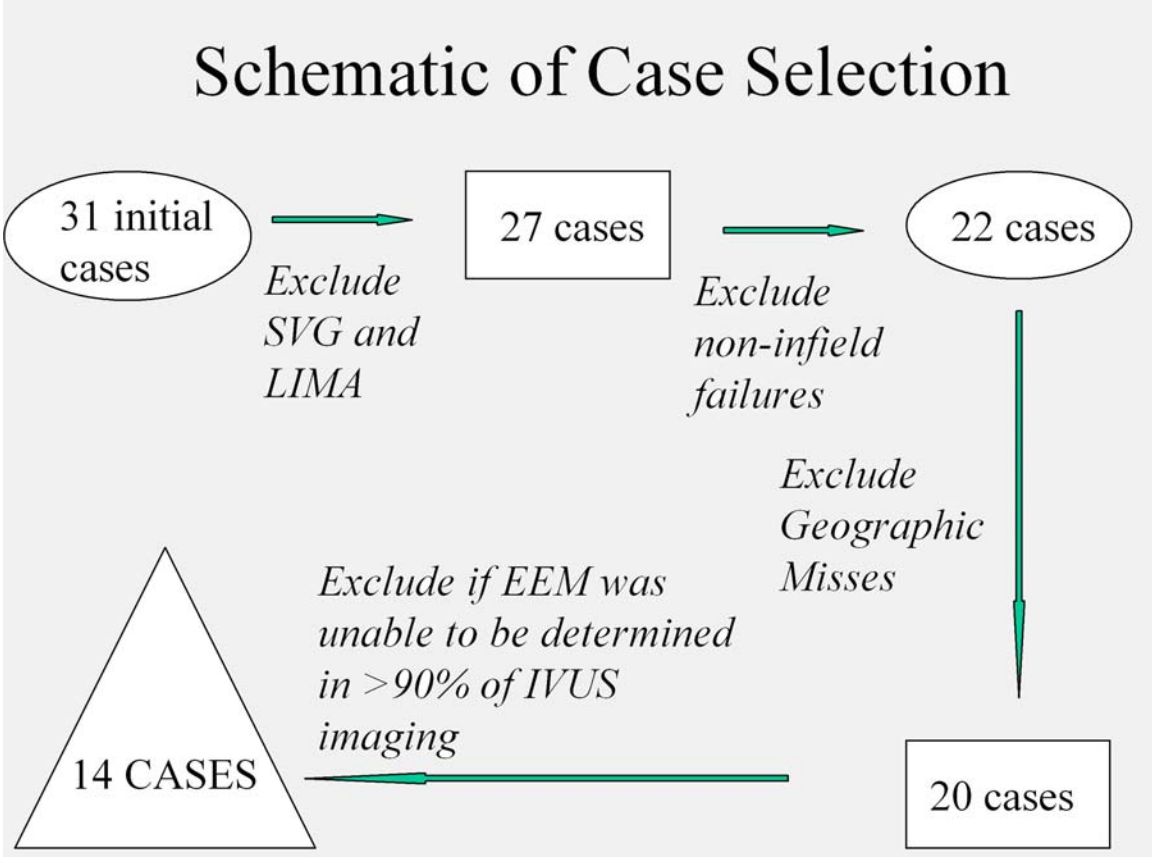 Schematic of Case Selection
31 initial
cases
Exclude
SVG and
LIMA
27 cases
Exclude
non-infield
failures
22 cases
Exclude
Geographic
Misses
20 cases
Exclude if EEM was
unable to be determined
in >90% of IVUS
imaging
14 CASES